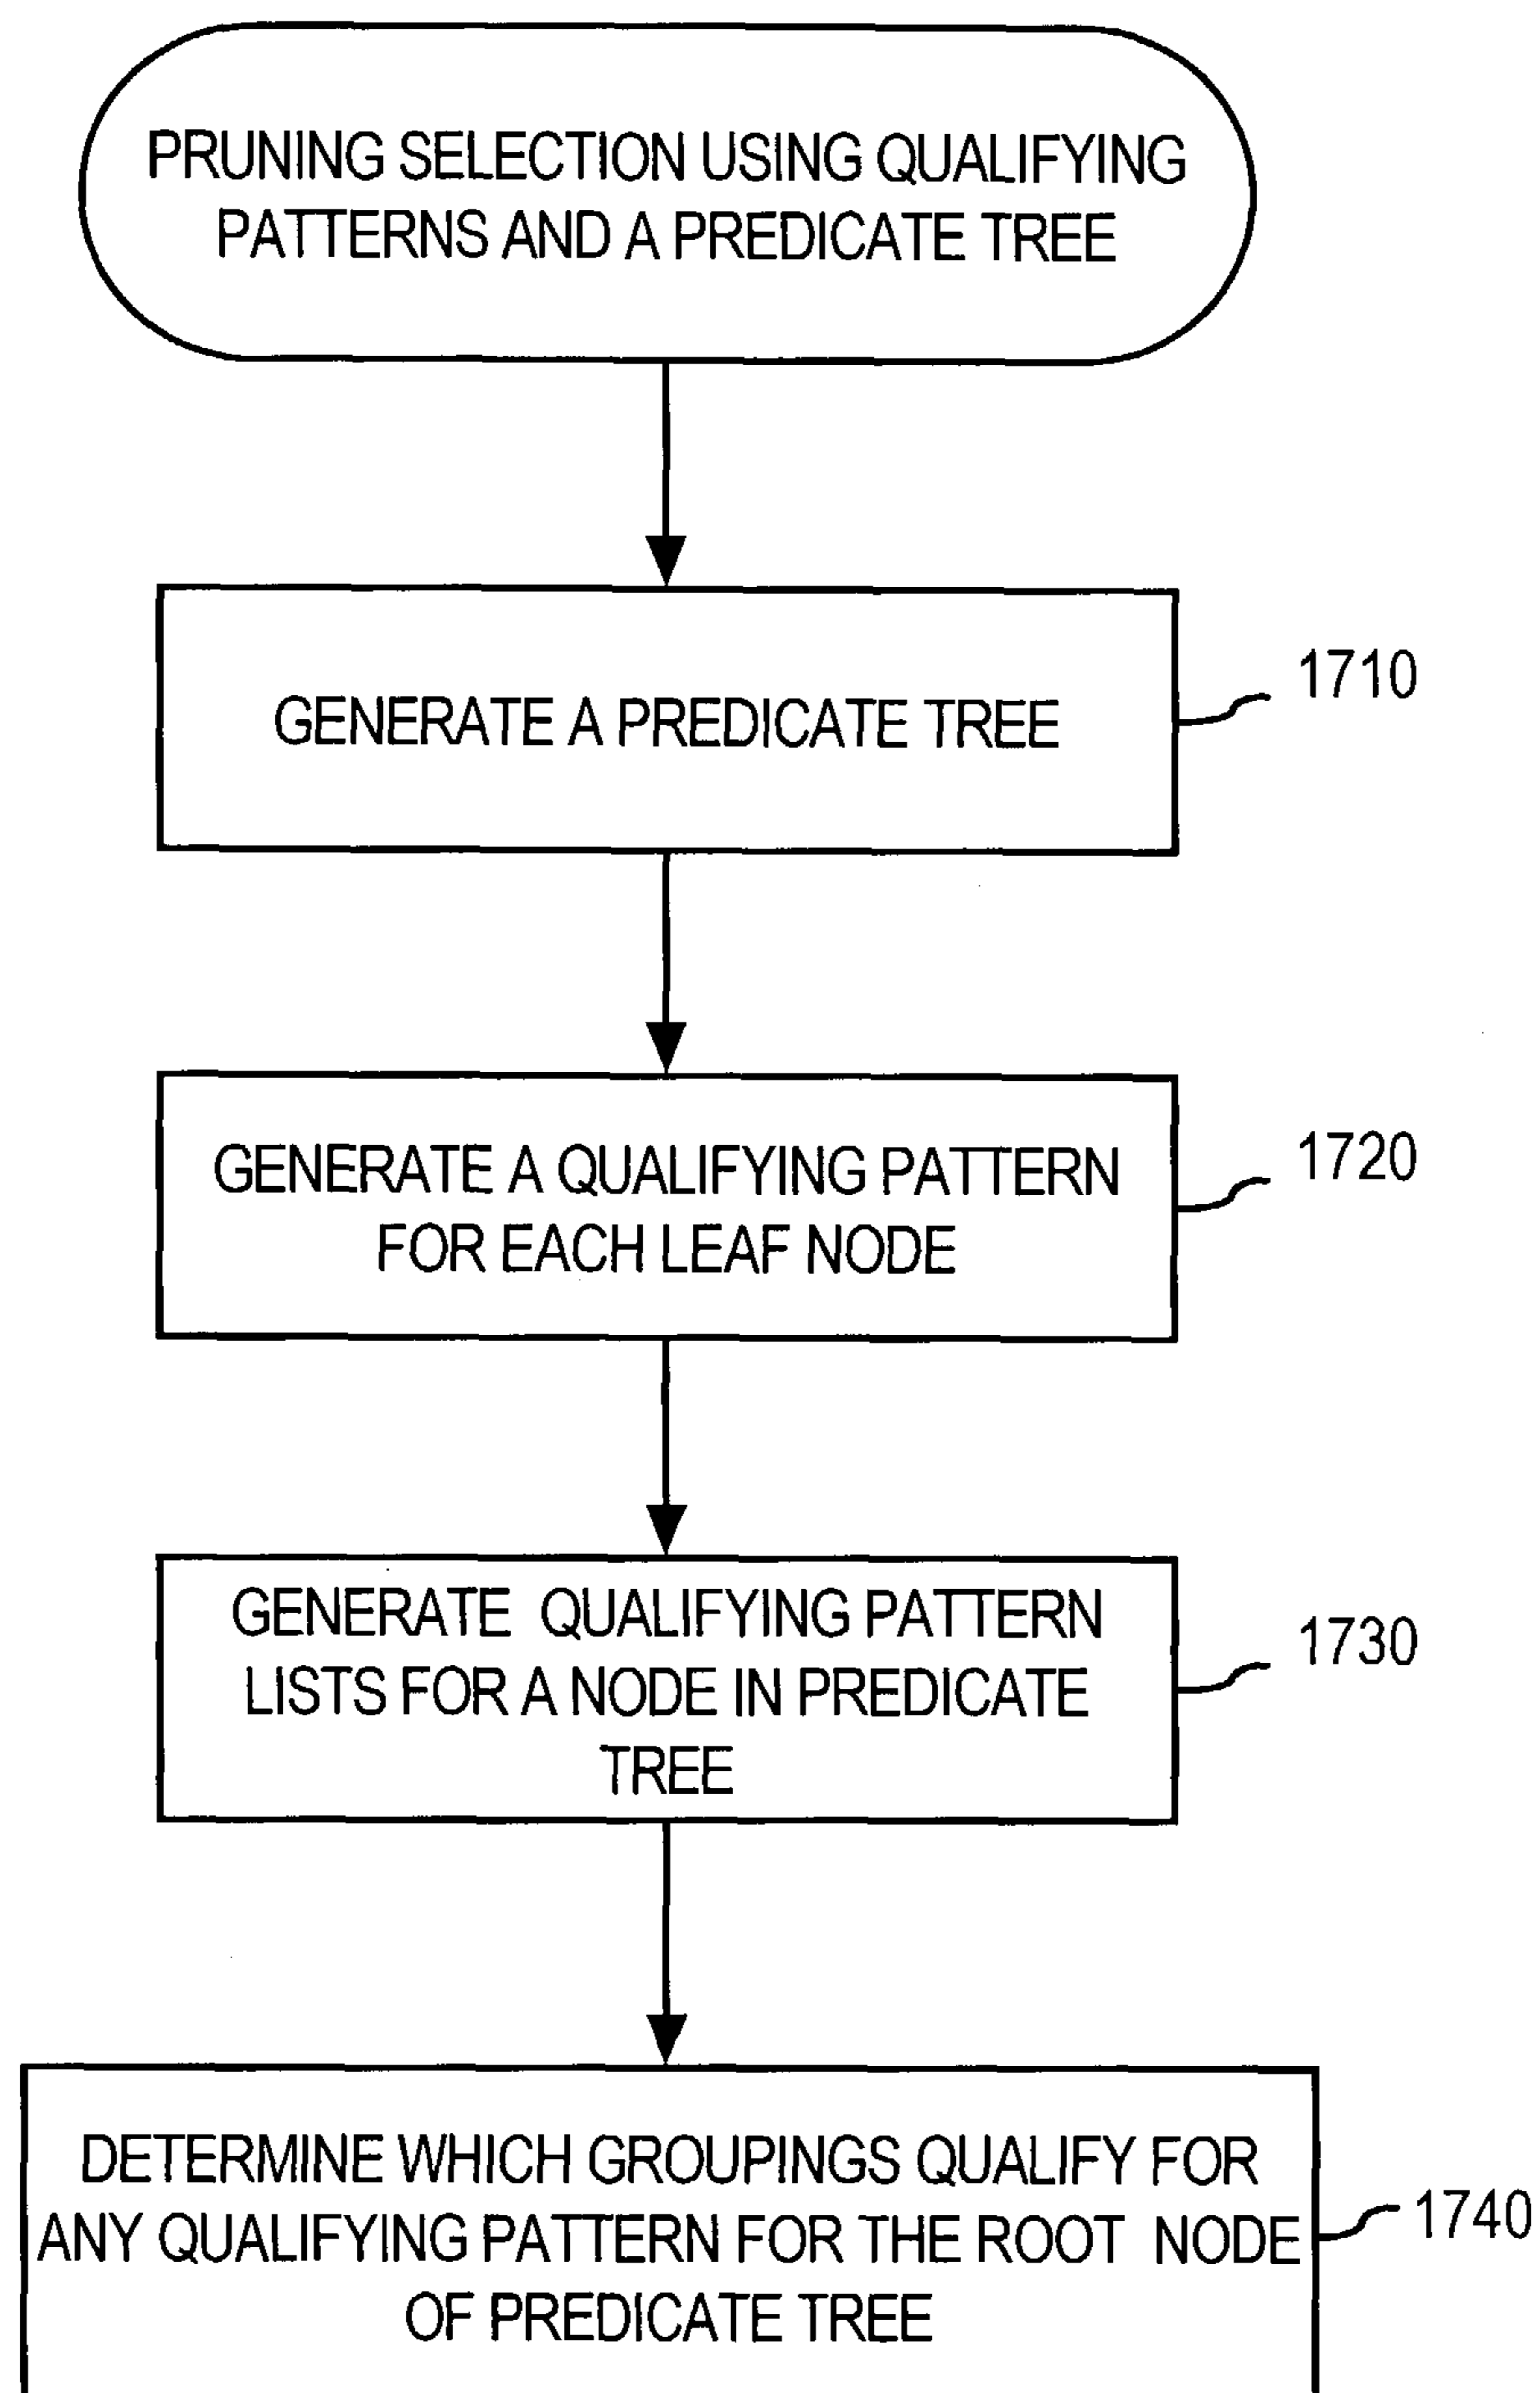 PRUNING SELECTION USING QUALIFYING
PATTERNS AND A PREDICATE TREE
GENERATE A PREDICATE TREE
1710
GENERATE A QUALIFYING PATTERN
FOR EACH LEAF NODE
1720
GENERATE QUALIFYING PATTERN
LISTS FOR A NODE IN PREDICATE
TREE
1730
DETERMINE WHICH GROUPINGS QUALIFY FOR
ANY QUALIFYING PATTERN FOR THE ROOT NODE
OF PREDICATE TREE
1740